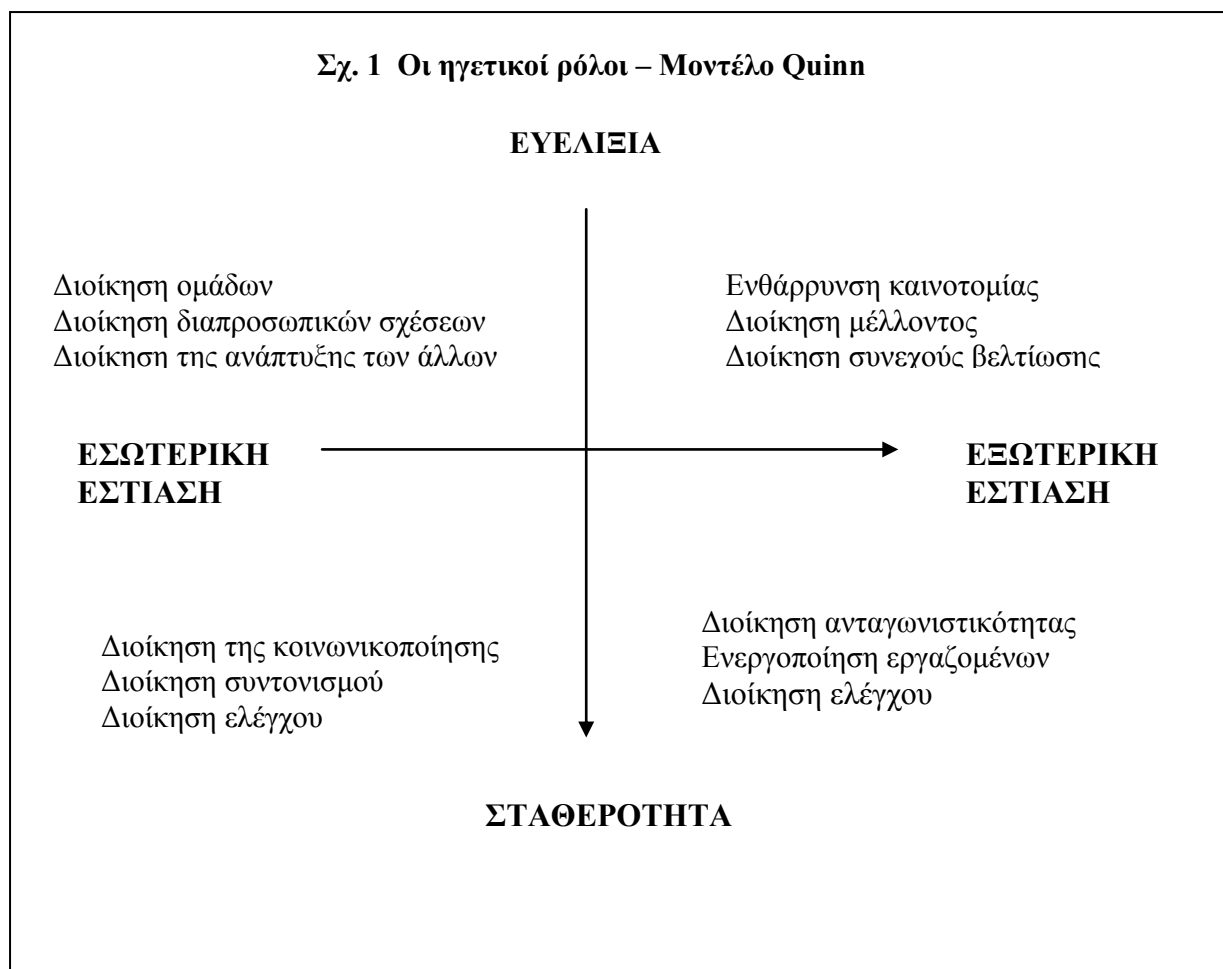 Σχ. 1 Οι ηγετικοί ρόλοι – Μοντέλο Quinn
ΕΥΕΛΙΞΙΑ
Διοίκηση ομάδων
Διοίκηση διαπροσωπικών σχέσεων
Διοίκηση της ανάπτυξης των άλλων
Ενθάρρυνση καινοτομίας
Διοίκηση μέλλοντος
Διοίκηση συνεχούς βελτίωσης
ΕΣΩΤΕΡΙΚΗ
ΕΣΤΙΑΣΗ
ΕΞΩΤΕΡΙΚΗ
ΕΣΤΙΑΣΗ
Διοίκηση της κοινωνικοποίησης
Διοίκηση συντονισμού
Διοίκηση ελέγχου
Διοίκηση ανταγωνιστικότητας
Ενεργοποίηση εργαζομένων
Διοίκηση ελέγχου
ΣΤΑΘΕΡΟΤΗΤΑ